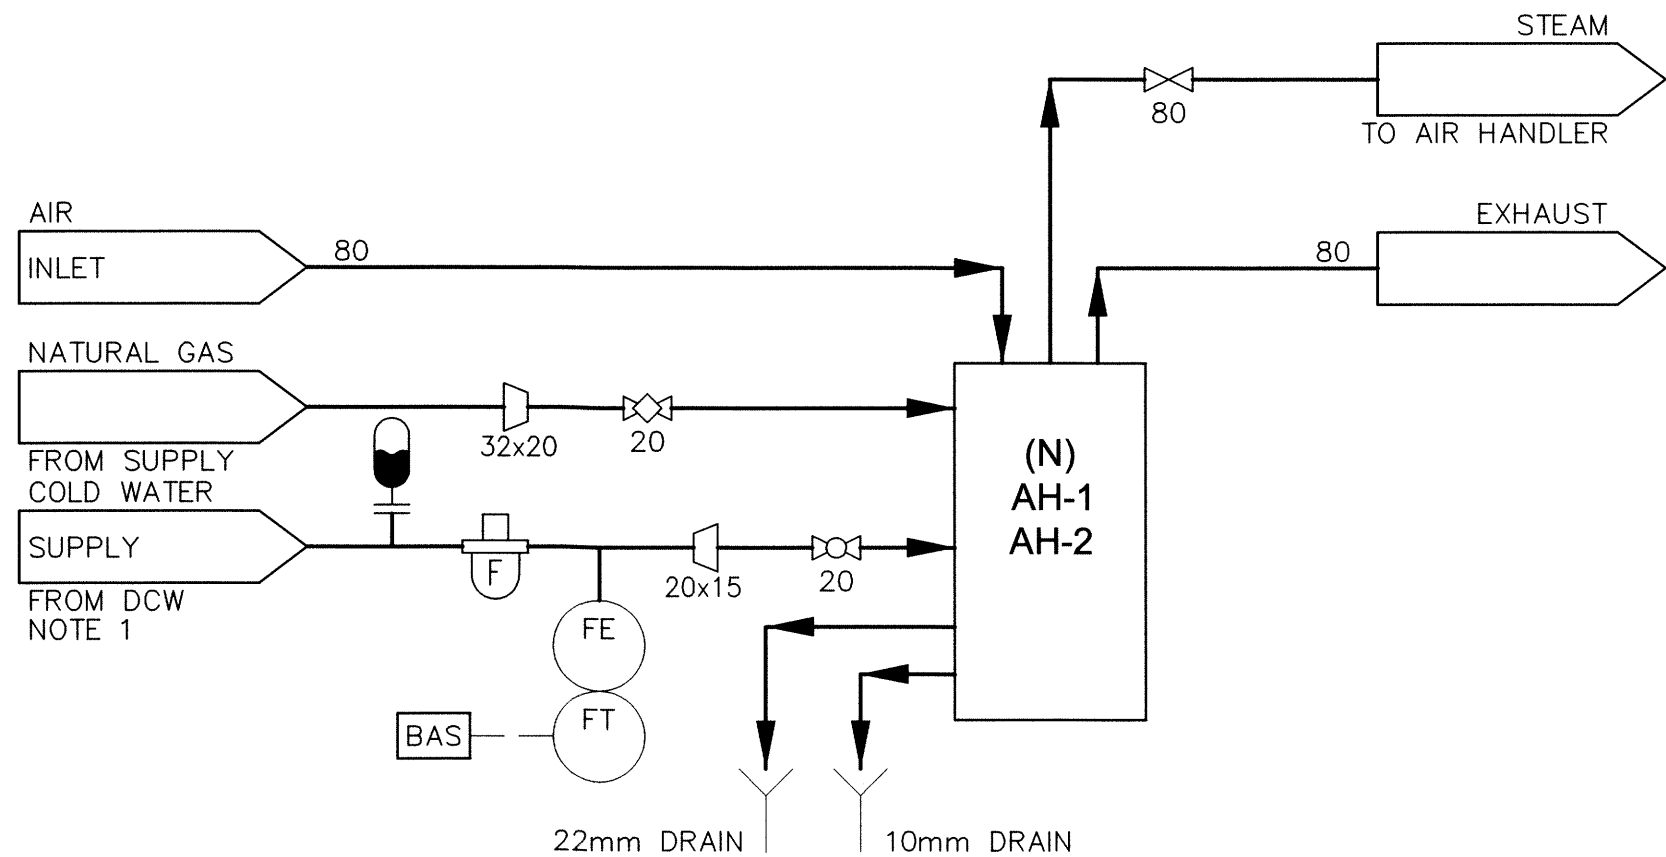 STEAM
80
TO AIR HANDLER
AIR
INLET
80
EXHAUST
80
NATURAL GAS
32x20
20
FROM SUPPLY
COLD WATER
SUPPLY
FROM DCW
NOTE 1
F
20x15
20
(N)
AH-1
AH-2
FE
FT
BAS
22mm DRAIN
10mm DRAIN